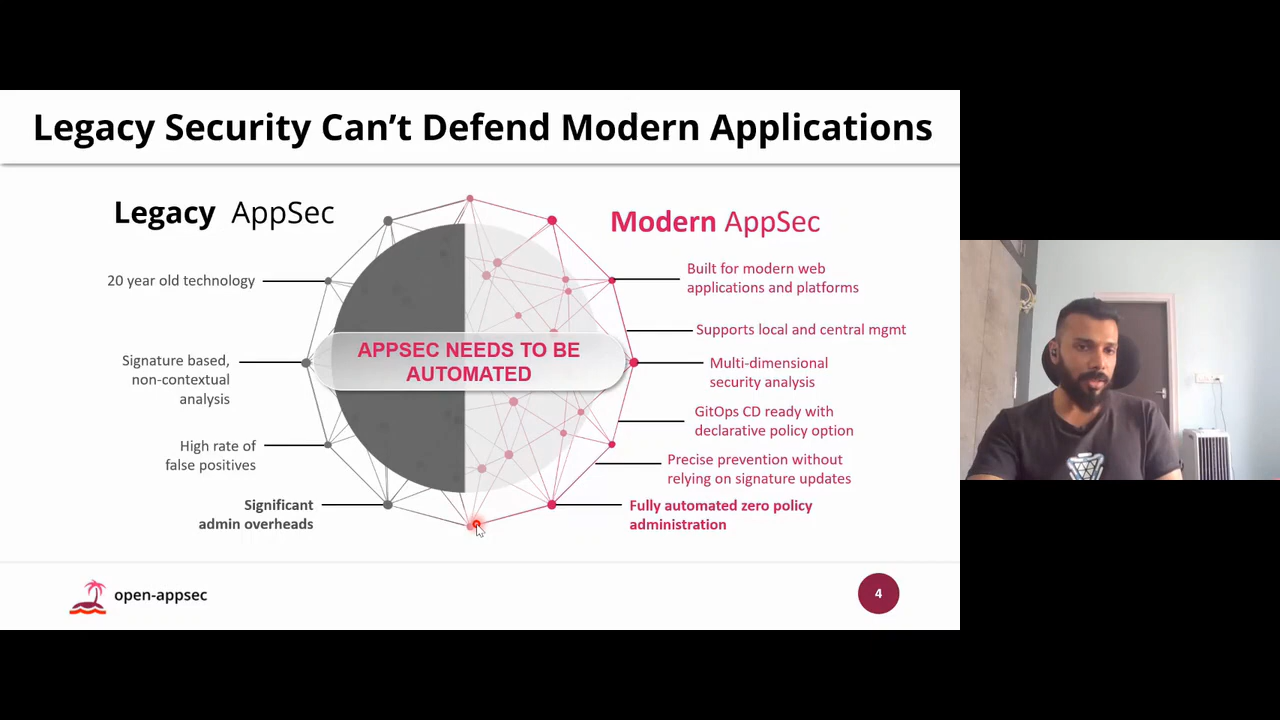 Legacy Security Can't Defend Modern Applications
Legacy AppSec
20 year old technology
Signature based,
non-contextual
analysis
High rate of
false positives
Significant
admin overheads
APPSEC NEEDS TO BE
AUTOMATED
Modern AppSec
Built for modern web
applications and platforms
Supports local and central mgmt
Multi-dimensional
security analysis
GitOps CD ready with
declarative policy option
Precise prevention without
relying on signature updates
Fully automated zero policy
administration
open-appsec
4